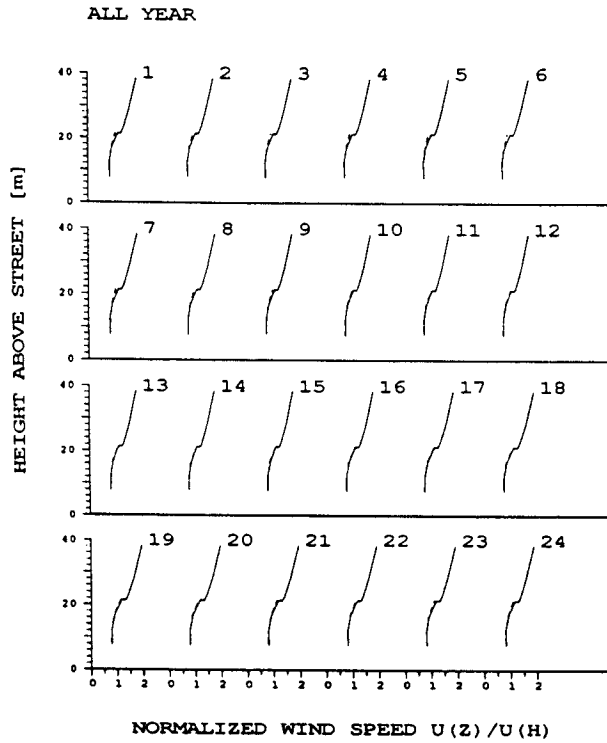 ALL YEAR
HEIGHT ABOVE STREET [m]
40 1 2 3 4 5 6
20
0
40 7 8 9 10 11 12
20
0
40 13 14 15 16 17 18
20
0
40 19 20 21 22 23 24
20
0
0 1 2 0 1 2 0 1 2 0 1 2 0 1 2 0 1 2
NORMALIZED WIND SPEED U(Z)/U(H)